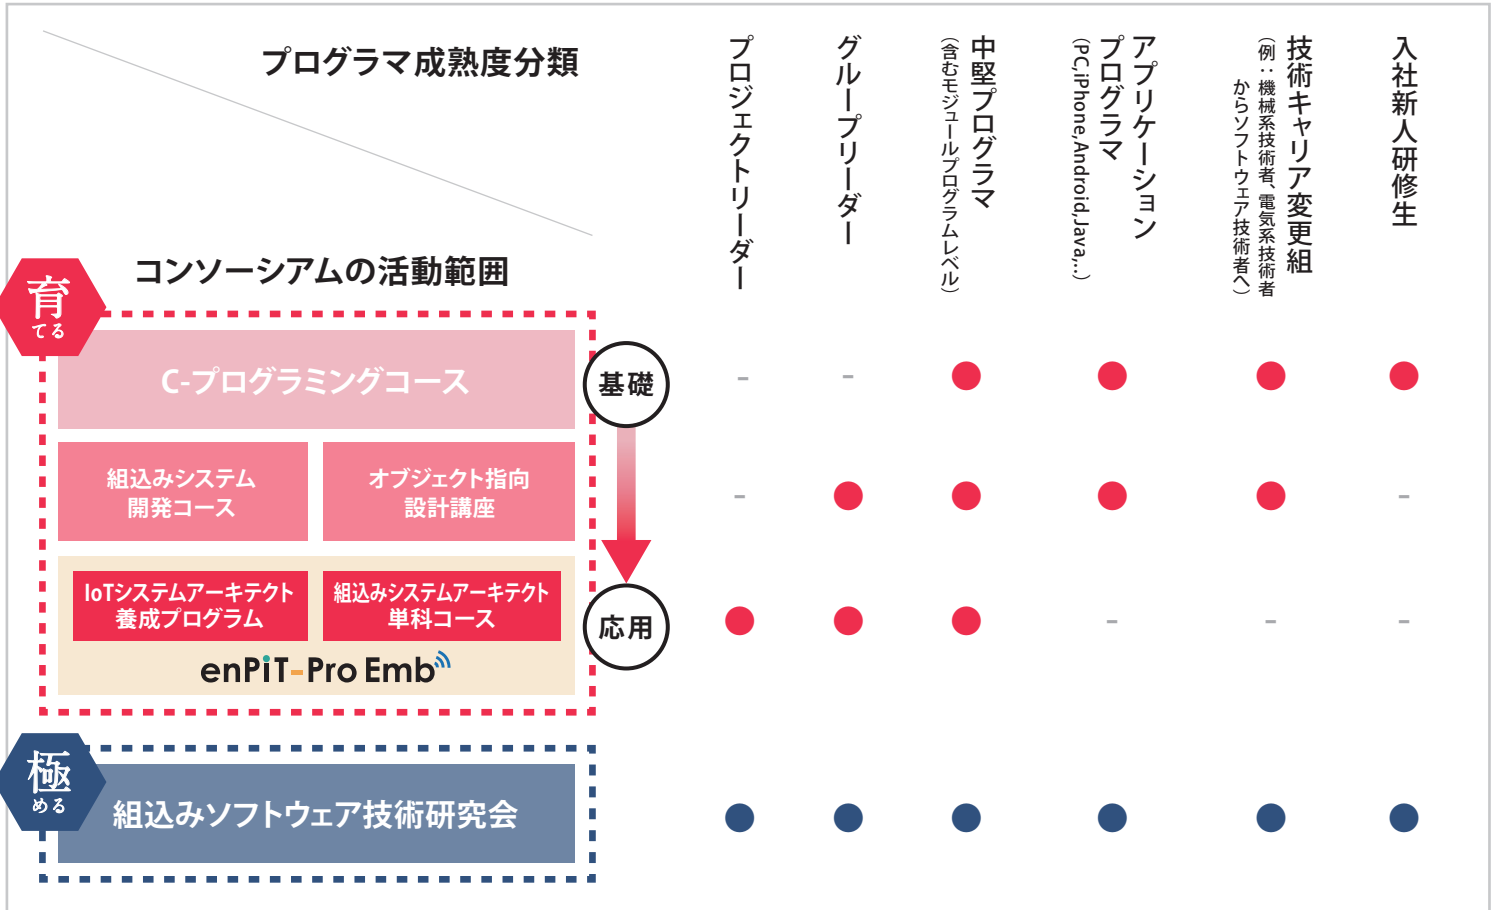 プログラマ成熟度分類
コンソーシアムの活動範囲
プロジェクトリーダー
グループリーダー
中堅プログラマ
（含むモジュールプログラムレベル）
アプリケーション
プログラマ
（PC,iPhone,Android,Java,..）
技術キャリア変更組
（例：機械系技術者、電気系技術者
からソフトウェア技術者へ）
入社新人研修生
育
てる
C-プログラミングコース
基礎
- -
組込みシステム
開発コース
オブジェクト指向
設計講座
- -
IoTシステムアーキテクト
養成プログラム
組込みシステムアーキテクト
単科コース
enPiT-Pro Emb
応用
- - -
極
める
組込みソフトウェア技術研究会